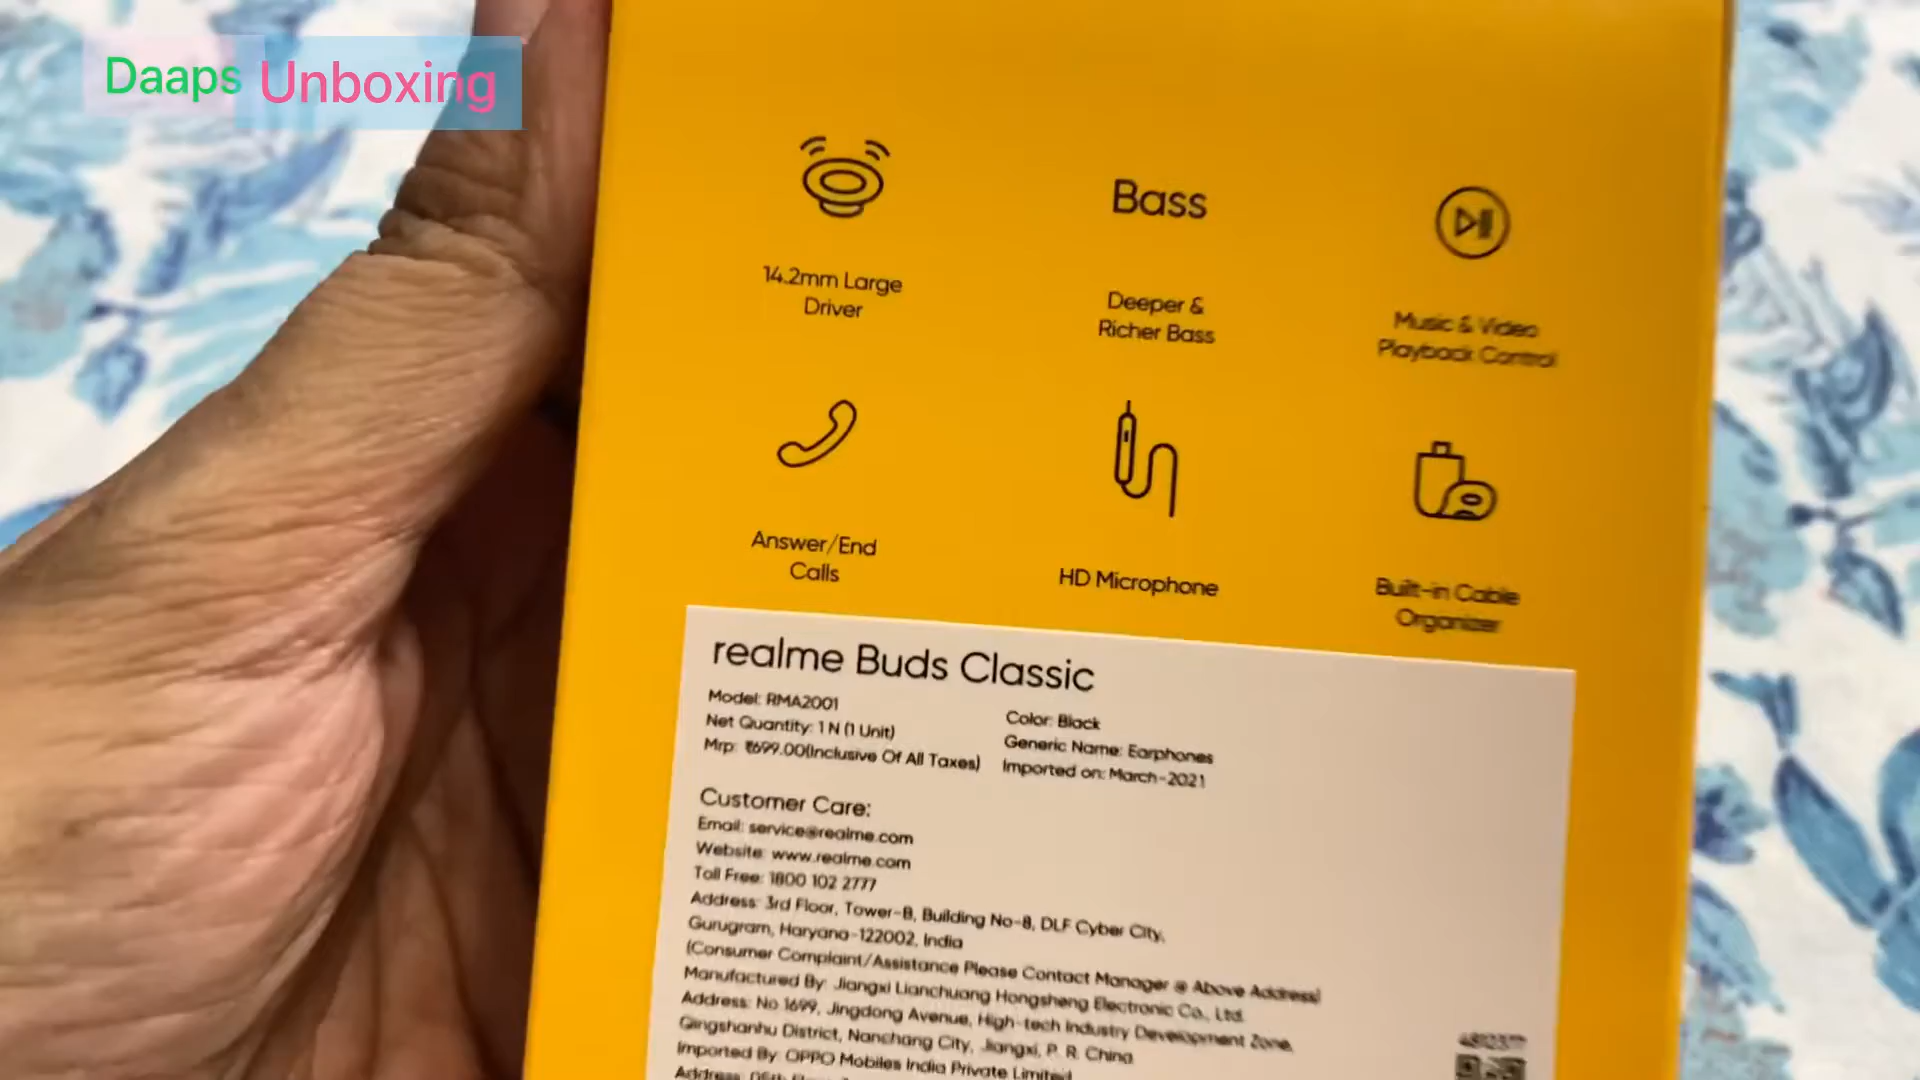 Daaps Unboxing
Bass
14.2mm Large
Driver
Deeper &
Richer Bass
Music & Video
Playback Control
Answer/End
Calls
HD Microphone
Built-in Cable
Organizer
realme Buds Classic
Model: RMA2001
Net Quantity: 1 N (1 Unit)
Mrp: ₹699.00(Inclusive Of All Taxes)
Color: Black
Generic Name: Earphones
Imported on: March-2021
Customer Care:
Email: service@realme.com
Website: www.realme.com
Toll Free: 1800 102 2777
Address: 3rd Floor, Tower-B, Building No-8, DLF Cyber City,
Gurugram, Haryana-122002, India
(Consumer Complaint/Assistance Please Contact Manager @ Above Address)
Manufactured By: Jiangxi Lianchuang Hongsheng Electronic Co., Ltd.
Address: No.1699, Jingdong Avenue, High-tech Industry Development Zone,
Qingshanhu District, Nanchang City, Jiangxi, P. R. China
Imported By: OPPO Mobiles India Private Limited
Address: